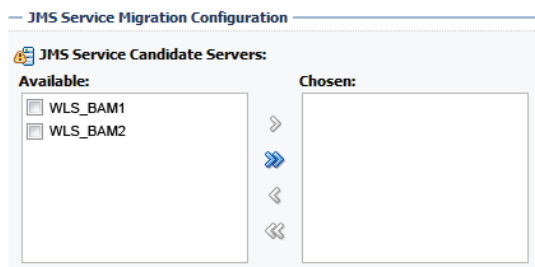 JMS Service Migration Configuration
JMS Service Candidate Servers:
Available:
Chosen:
WLS_BAM1
WLS_BAM2